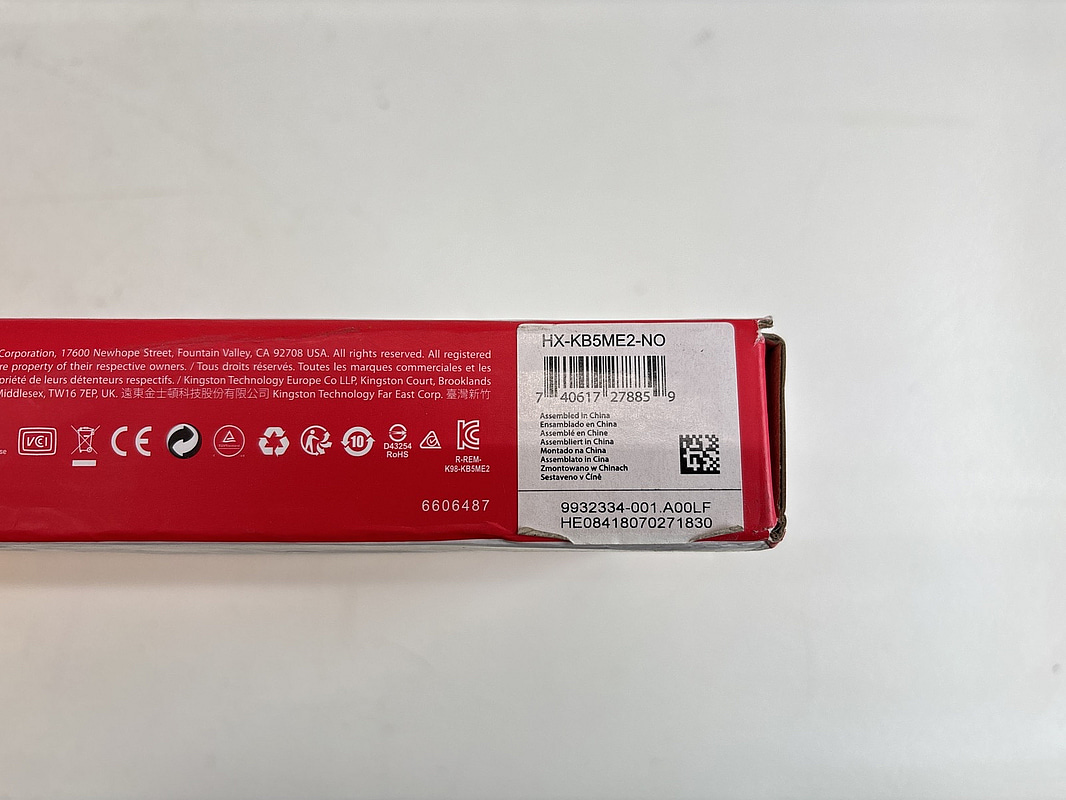 Corporation, 17600 Newhope Street, Fountain Valley, CA 92708 USA. All rights reserved. All registered
re property of their respective owners. / Tous droits réservés. Toutes les marques commerciales et les
priété de leurs détenteurs respectifs. / Kingston Technology Europe Co LLP, Kingston Court, Brooklands
Middlesex, TW16 7EP, UK. 遠東金士頓科技股份有限公司 Kingston Technology Far East Corp. 臺灣新竹
se
VCI
CE
10
D43254
RoHS
R-REM-
K98-KB5ME2
6606487
HX-KB5ME2-NO
7 40617 27885 9
Assembled in China
Ensamblado en China
Assemblé en Chine
Assembliert in China
Montado na China
Assemblato in Cina
Zmontowano w Chinach
Sestaveno v Číně
9932334-001.A00LF
HE08418070271830